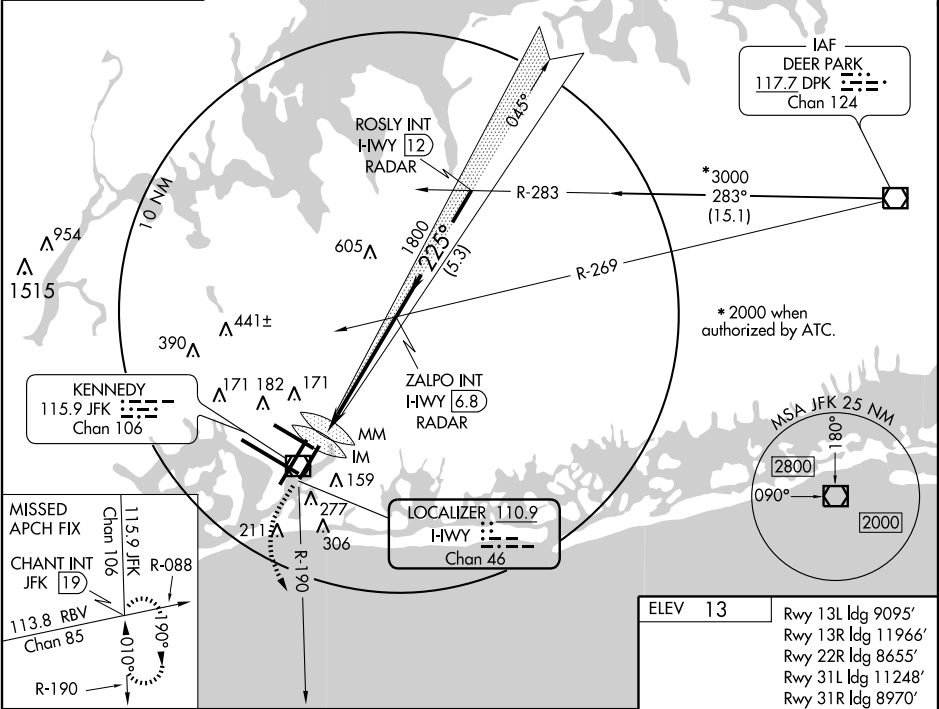 IAF
DEER PARK
117.7 DPK
Chan 124
ROSLY INT
I-IWY 12
RADAR
045°
*3000
R-283
283°
(15.1)
10 NM
954
1515
605
1800
225°
(5.3)
R-269
* 2000 when
authorized by ATC.
441±
390
171 182 171
ZALPO INT
I-IWY 6.8
RADAR
KENNEDY
115.9 JFK
Chan 106
MM
IM
159
277
211
306
R-190
LOCALIZER 110.9
I-IWY
Chan 46
MSA JFK 25 NM
180°
2800
090°
2000
MISSED
APCH FIX
115.9 JFK
Chan 106
CHANT INT
JFK 19
R-088
113.8 RBV
Chan 85
190°
010°
R-190
ELEV 13
Rwy 13L ldg 9095'
Rwy 13R ldg 11966'
Rwy 22R ldg 8655'
Rwy 31L ldg 11248'
Rwy 31R ldg 8970'